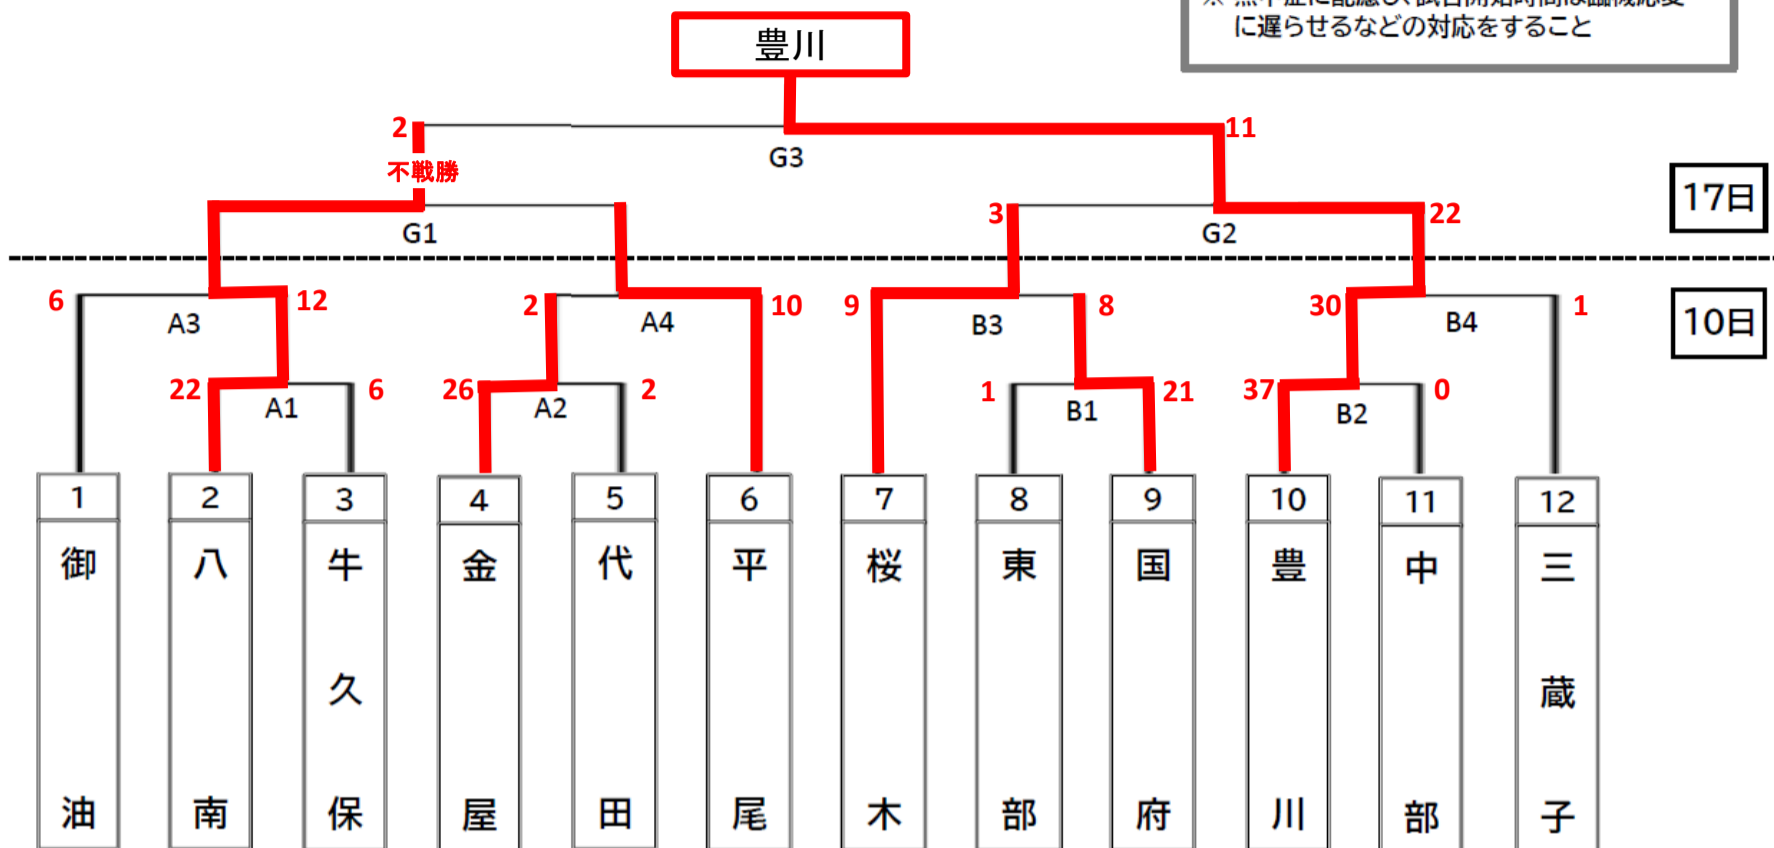 に遅らせるなどの対応をすること
豊川
2
11
G3
不戦勝
17日
3
22
G1
G2
6
12
2
10
9
8
30
1
10日
A3
A4
B3
B4
22
6
26
2
1
21
37
0
A1
A2
B1
B2
1
2
3
4
5
6
7
8
9
10
11
12
御油
八南
牛久保
金屋
代田
平尾
桜木
東部
国府
豊川
中部
三蔵子